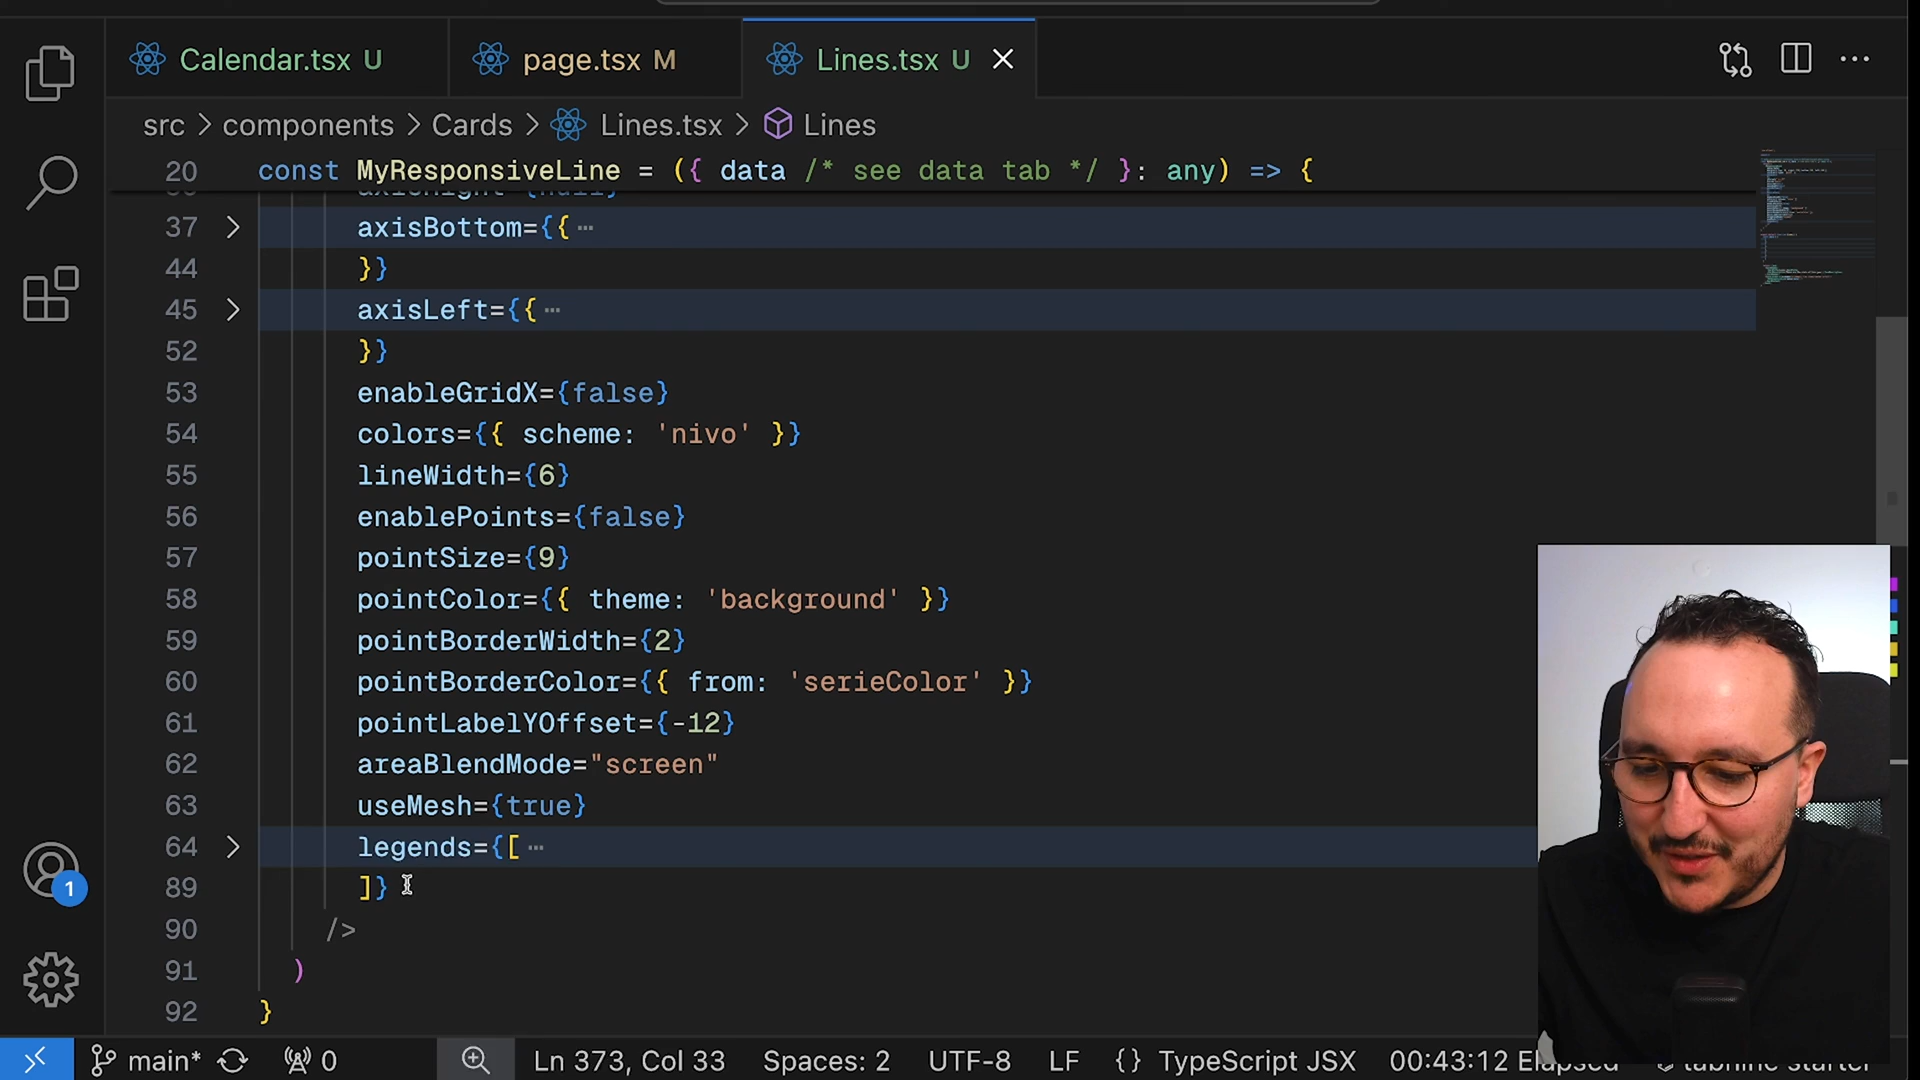 Calendar.tsx U
page.tsx M
Lines.tsx U
src > components > Cards > Lines.tsx > Lines
20 const MyResponsiveLine = ({ data /* see data tab */ }: any) => {
37 axisBottom={{ ⋯
44 }}
45 axisLeft={{ ⋯
52 }}
53 enableGridX={false}
54 colors={{ scheme: 'nivo' }}
55 lineWidth={6}
56 enablePoints={false}
57 pointSize={9}
58 pointColor={{ theme: 'background' }}
59 pointBorderWidth={2}
60 pointBorderColor={{ from: 'serieColor' }}
61 pointLabelYOffset={-12}
62 areaBlendMode="screen"
63 useMesh={true}
64 legends={[ ⋯
89 ]}
90 />
91 )
92 }
1
main* 0 Ln 373, Col 33 Spaces: 2 UTF-8 LF {} TypeScript JSX 00:43:12 Elapsed tabnine starter